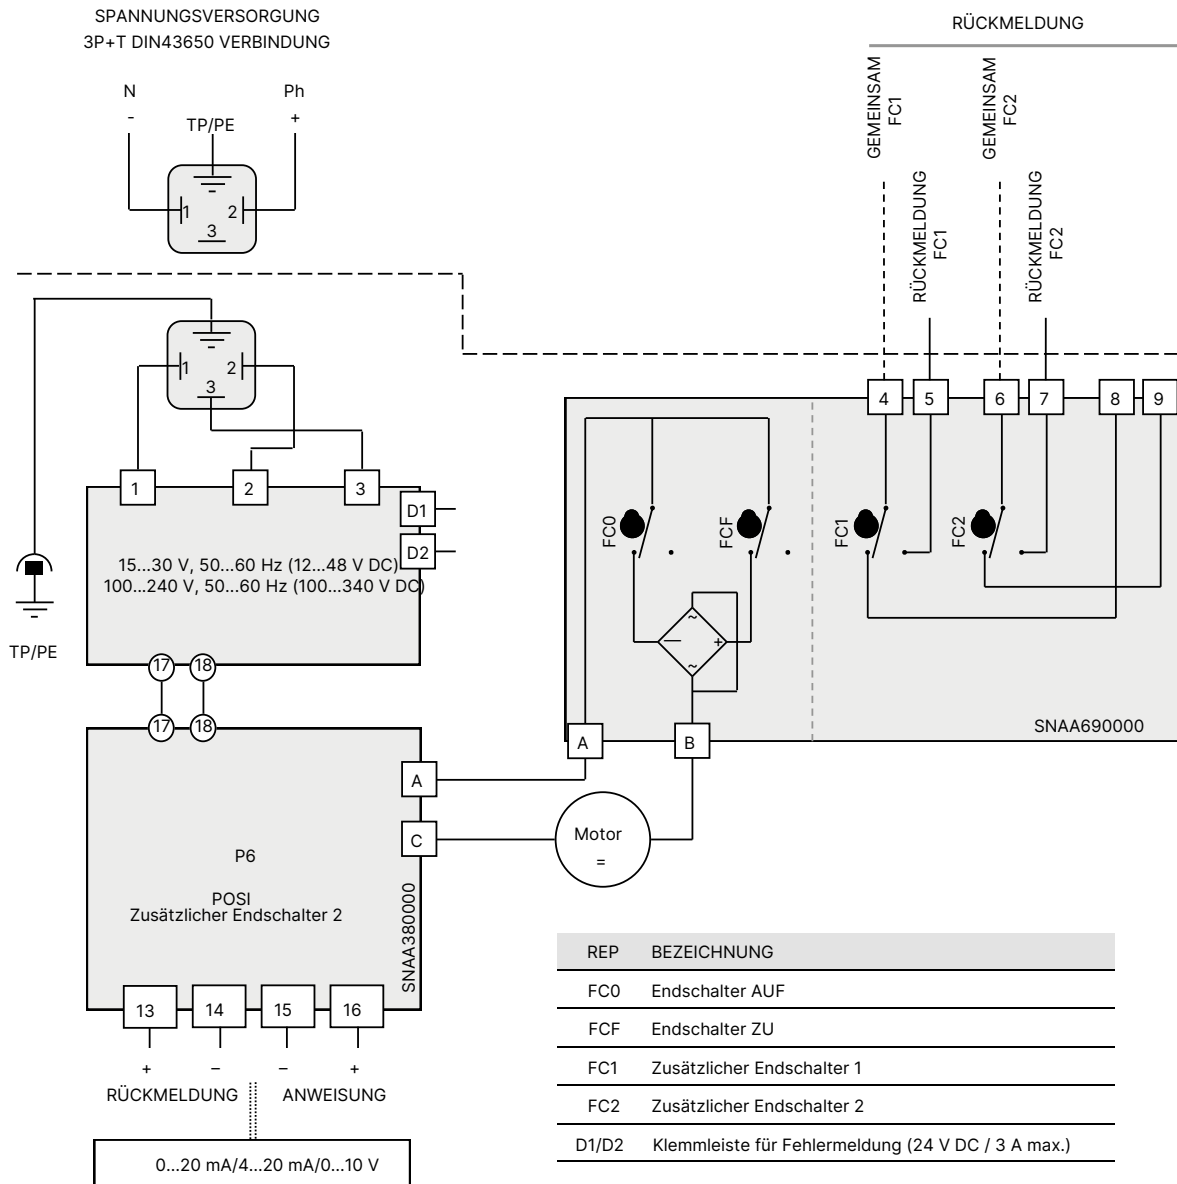 SPANNUNGSVERSORGUNG
3P+T DIN43650 VERBINDUNG
N
-
TP/PE
Ph
+
1
2
3
RÜCKMELDUNG
GEMEINSAM
FC1
RÜCKMELDUNG
FC1
GEMEINSAM
FC2
RÜCKMELDUNG
FC2
1
2
3
1
2
3
D1
D2
15...30 V, 50...60 Hz (12...48 V DC)
100...240 V, 50...60 Hz (100...340 V DC)
TP/PE
17
18
17
18
4
5
6
7
8
9
FC0
FCF
FC1
FC2
~
—
+
~
SNAA690000
A
B
A
C
Motor
=
P6
POSI
Zusätzlicher Endschalter 2
SNAA380000
13
14
15
16
+
–
–
+
RÜCKMELDUNG
ANWEISUNG
0...20 mA/4...20 mA/0...10 V
REP BEZEICHNUNG
FC0 Endschalter AUF
FCF Endschalter ZU
FC1 Zusätzlicher Endschalter 1
FC2 Zusätzlicher Endschalter 2
D1/D2 Klemmleiste für Fehlermeldung (24 V DC / 3 A max.)